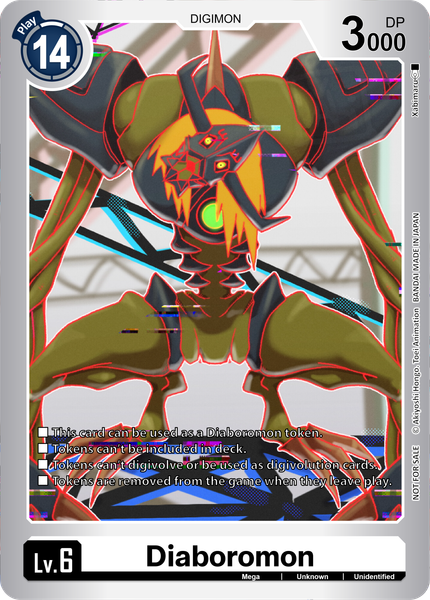 Play
14
DIGIMON
DP
3000
Xabimaru
This card can be used as a Diaboromon token.
Tokens can't be included in deck.
Tokens can't digivolve or be used as digivolution cards.
Tokens are removed from the game when they leave play.
NOT FOR SALE © Akiyoshi Hongo, Toei Animation BANDAI MADE IN JAPAN
Lv.6
Diaboromon
Mega | Unknown | Unidentified